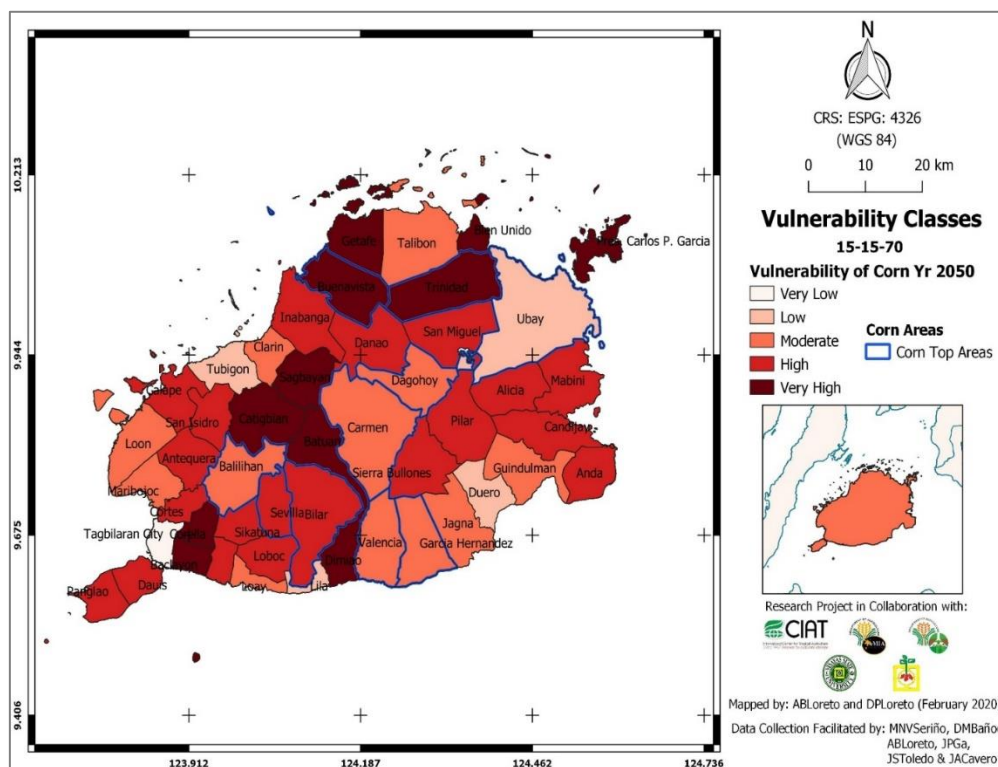 N
CRS: ESPG: 4326
(WGS 84)
0 10 20 km
Vulnerability Classes
15-15-70
Vulnerability of Corn Yr 2050
Very Low
Low
Moderate
High
Very High
Corn Areas
Corn Top Areas
Research Project in Collaboration with:
CIAT
Mapped by: ABLoreto and DPLoreto (February 2020)
Data Collection Facilitated by: MNVSeriño, DMBaño
ABLoreto, JPGa,
JSToledo & JACavero
10.213
9.944
9.675
9.406
123.912
124.187
124.462
124.736
Getafe
Talibon
Bien Unido
Carlos P. Garcia
Buenavista
Trinidad
Ubay
Inabanga
Danao
San Miguel
Clarin
Tubigon
Sagbayan
Dagohoy
Alicia
Mabini
Calape
San Isidro
Catigbian
Batuan
Carmen
Pilar
Candijay
Loon
Antequera
Balilihan
Sierra Bullones
Guindulman
Anda
Maribojoc
Duero
Cortes
Sevilla
Bilar
Jagna
Tagbilaran City
Corella
Sikatuna
Valencia
Garcia Hernandez
Baclayon
Loboc
Dimiao
Panglao
Dauis
Loay
Lila